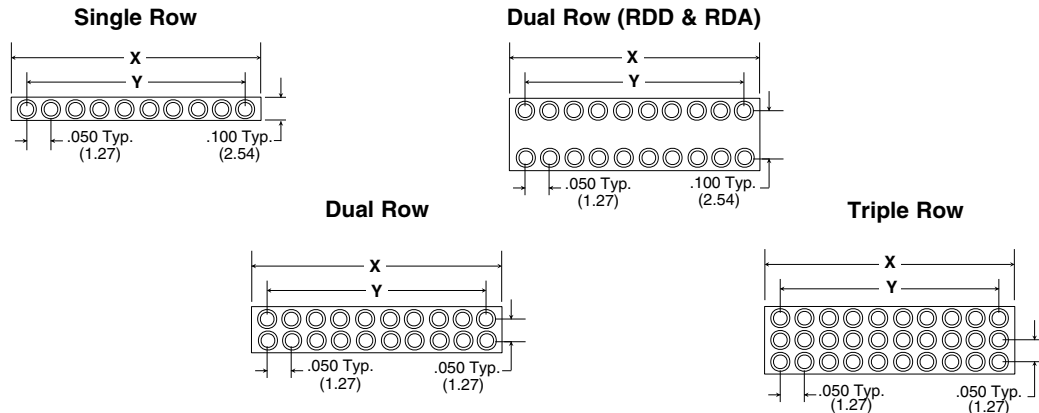 Single Row
X
Y
.050 Typ.
(1.27)
.100 Typ.
(2.54)
Dual Row (RDD & RDA)
X
Y
.050 Typ.
(1.27)
.100 Typ.
(2.54)
Dual Row
X
Y
.050 Typ.
(1.27)
.050 Typ.
(1.27)
Triple Row
X
Y
.050 Typ.
(1.27)
.050 Typ.
(1.27)